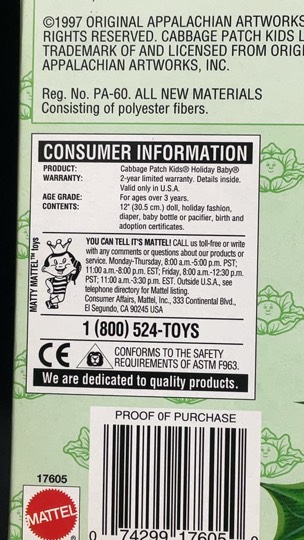 ©1997 ORIGINAL APPALACHIAN ARTWORKS
RIGHTS RESERVED. CABBAGE PATCH KIDS
TRADEMARK OF AND LICENSED FROM
APPALACHIAN ARTWORKS, INC.
Reg. No. PA-60. ALL NEW MATERIALS
Consisting of polyester fibers.
CONSUMER INFORMATION
PRODUCT: Cabbage Patch Kids® Holiday Baby®
WARRANTY: 2-year limited warranty. Details inside.
Valid only in U.S.A.
AGE GRADE: For ages over 3 years.
CONTENTS: 12" (30.5 cm.) doll, holiday fashion,
diaper, baby bottle or pacifier, birth and
adoption certificates.
MATTY MATTEL™ toys
YOU CAN TELL IT'S MATTEL! CALL us toll-free or write
with any comments or questions about our products or
service. Monday-Thursday, 8:00 a.m.-5:00 p.m. PST;
11:00 a.m.-8:00 p.m. EST; Friday, 8:00 a.m.-12:30 p.m.
PST; 11:00 a.m.-3:30 p.m. EST. Outside U.S.A., see
telephone directory for Mattel listing.
Consumer Affairs, Mattel, Inc., 333 Continental Blvd.,
El Segundo, CA 90245 USA
1 (800) 524-TOYS
CE
CONFORMS TO THE SAFETY
REQUIREMENTS OF ASTM F963.
We are dedicated to quality products.
PROOF OF PURCHASE
17605
MATTEL®
0 74299 17605 0